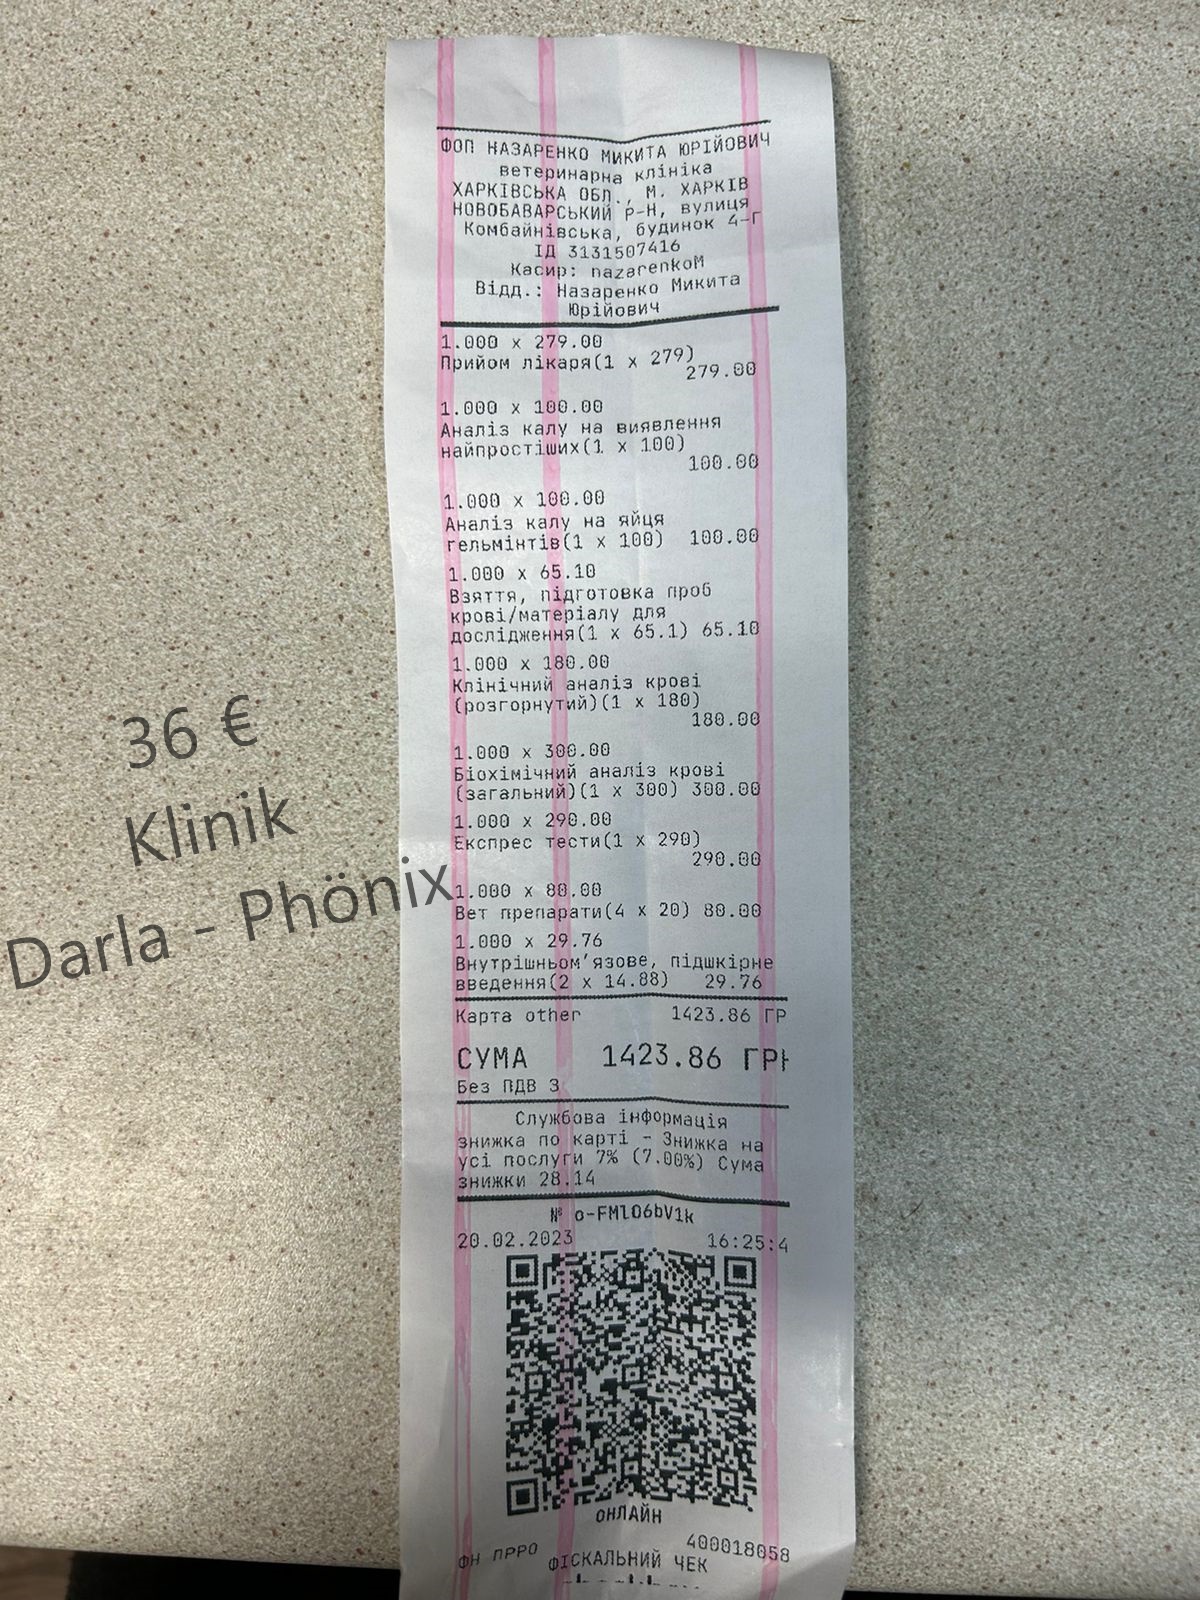 ФОП НАЗАРЕНКО МИКИТА ЮРІЙОВИЧ
ветеринарна клініка
ХАРКІВСЬКА ОБЛ., М. ХАРКІВ
НОВОБАВАРСЬКИЙ Р-Н, вулиця
Комбайнівська, будинок 4-Г
ІД 3131507416
Касир: nazarenkoM
Відд.: Назаренко Микита
Юрійович
1.000 x 279.00
Прийом лікаря(1 x 279)
279.00
1.000 x 100.00
Аналіз калу на виявлення
найпростіших(1 x 100)
100.00
1.000 x 100.00
Аналіз калу на яйця
гельмінтів(1 x 100) 100.00
1.000 x 65.10
Взяття, підготовка проб
крові/матеріалу для
дослідження(1 x 65.1) 65.10
1.000 x 180.00
Клінічний аналіз крові
(розгорнутий)(1 x 180)
180.00
1.000 x 300.00
Біохімічний аналіз крові
(загальний)(1 x 300) 300.00
1.000 x 290.00
Експрес тести(1 x 290)
290.00
1.000 x 80.00
Вет препарати(4 x 20) 80.00
1.000 x 29.76
Внутрішньом'язове, підшкірне
введення(2 x 14.88) 29.76
Карта other 1423.86 ГР
СУМА 1423.86 ГРН
Без ПДВ З
Службова інформація
знижка по карті - Знижка на
усі послуги 7% (7.00%) Сума
знижки 28.14
№ o-FMlO6bV1k
20.02.2023 16:25:4
ОНЛАЙН
ФН ПРРО 400018058
ФІСКАЛЬНИЙ ЧЕК
36 €
Klinik
Darla - Phönix